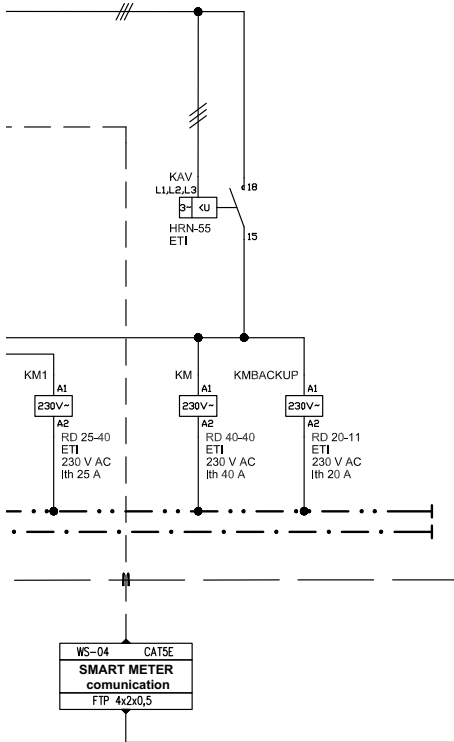 KAV
L1,L2,L3
3~ <U
HRN-55
ETI
18
15
KM1
A1
230V~
A2
RD 25-40
ETI
230 V AC
Ith 25 A
KM
A1
230V~
A2
RD 40-40
ETI
230 V AC
Ith 40 A
KMBACKUP
A1
230V~
A2
RD 20-11
ETI
230 V AC
Ith 20 A
WS-04 CAT5E
SMART METER
comunication
FTP 4x2x0,5